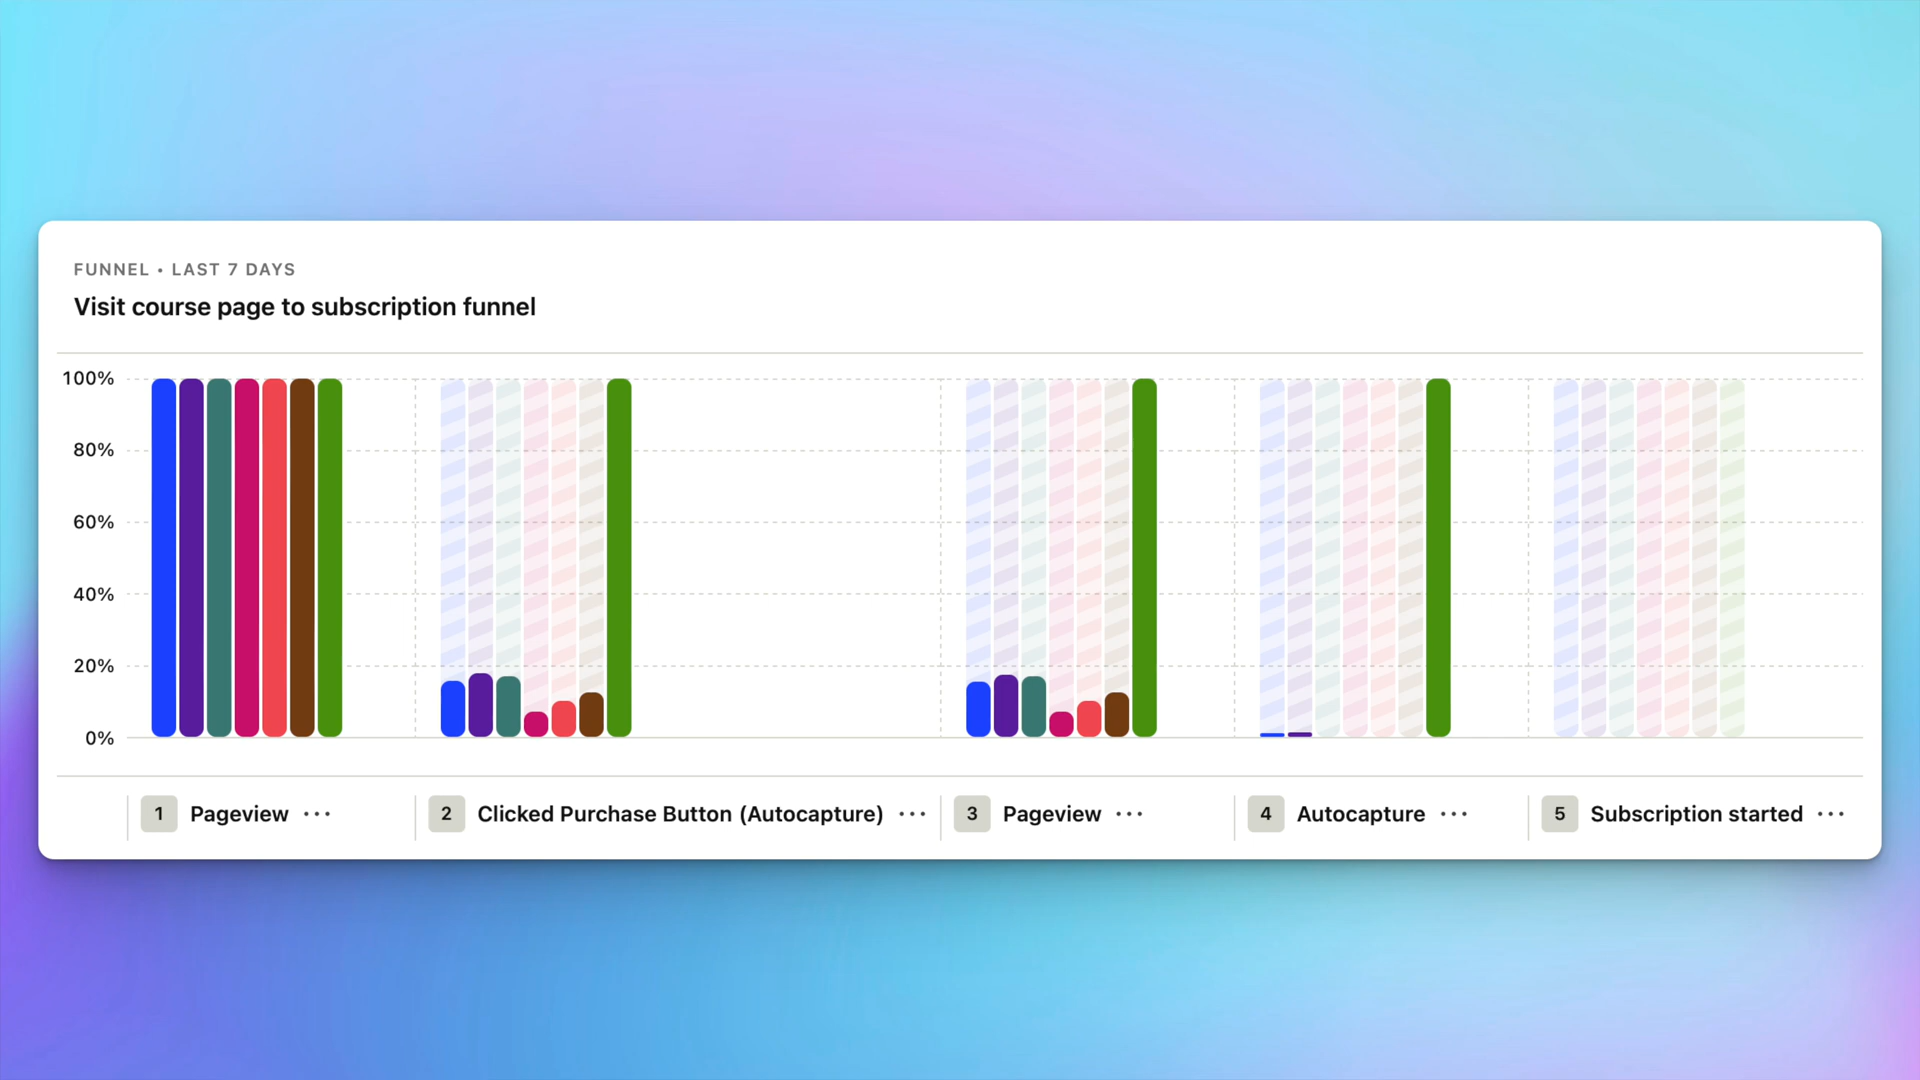 FUNNEL • LAST 7 DAYS
Visit course page to subscription funnel
100%
80%
60%
40%
20%
0%
1 Pageview ···
2 Clicked Purchase Button (Autocapture) ···
3 Pageview ···
4 Autocapture ···
5 Subscription started ···